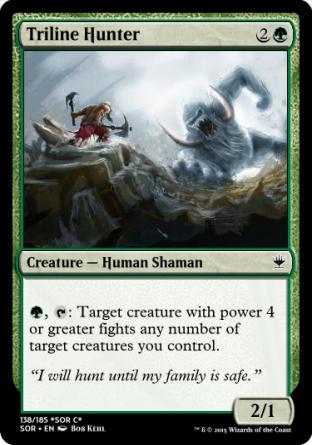 Triline Hunter 2
Creature — Human Shaman
, : Target creature with power 4
or greater fights any number of
target creatures you control.
“I will hunt until my family is safe.”
2/1
138/185 *SOR C*
SOR • EN Bob Kehl
™ & © 2015 Wizards of the Coast